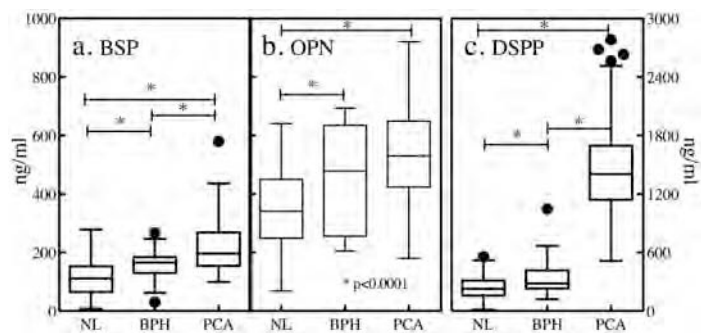 a. BSP
b. OPN
c. DSPP
1000
800
600
400
200
0
ng/ml
3000
2400
1800
1200
600
0
ng/ml
*
*
*
*
*
*
*
*
* p<0.0001
NL BPH PCA
NL BPH PCA
NL BPH PCA